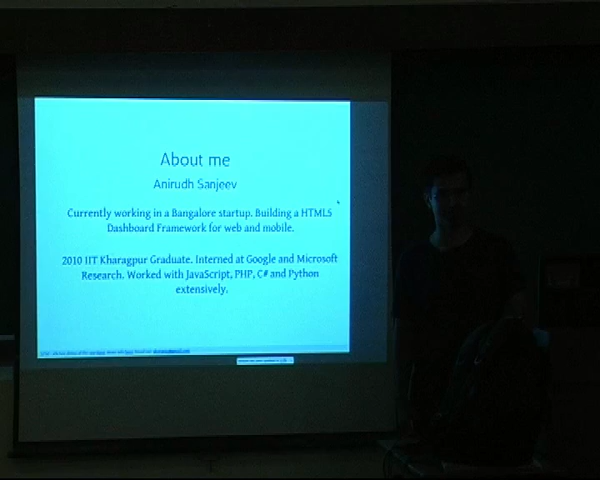 About me
Anirudh Sanjeev
Currently working in a Bangalore startup. Building a HTML5
Dashboard Framework for web and mobile.
2010 IIT Kharagpur Graduate. Interned at Google and Microsoft
Research. Worked with JavaScript, PHP, C# and Python
extensively.